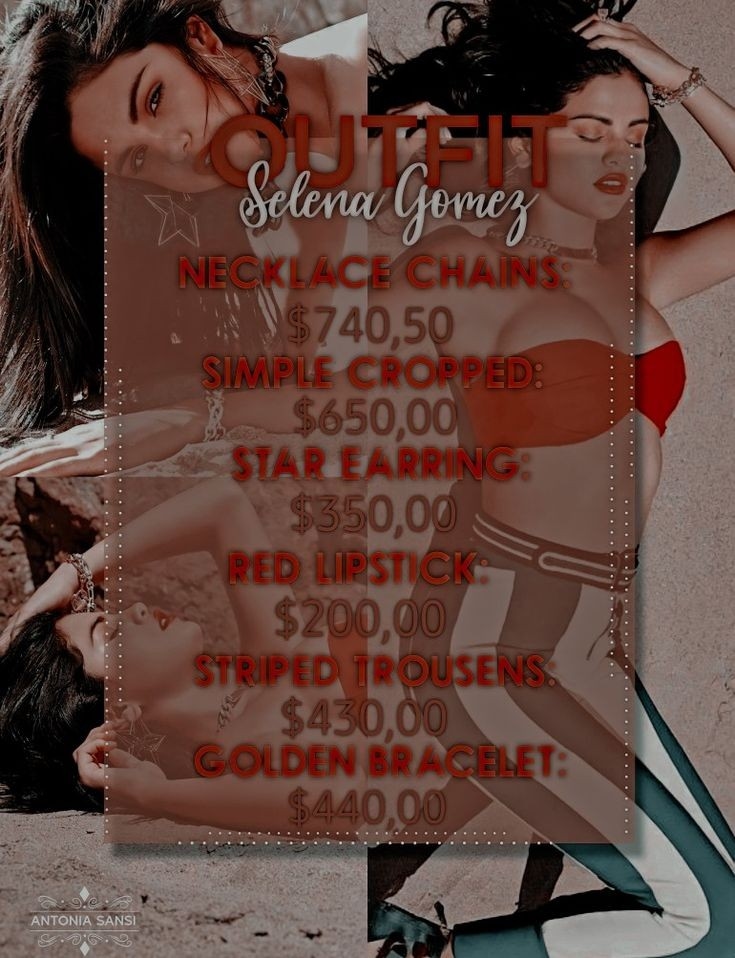 OUTFIT
Selena Gomez
NECKLACE CHAINS:
$740,50
SIMPLE CROPPED:
$650,00
STAR EARRING:
$350,00
RED LIPSTICK:
$200,00
STRIPED TROUSENS:
$430,00
GOLDEN BRACELET:
$440,00
ANTONIA SANSI